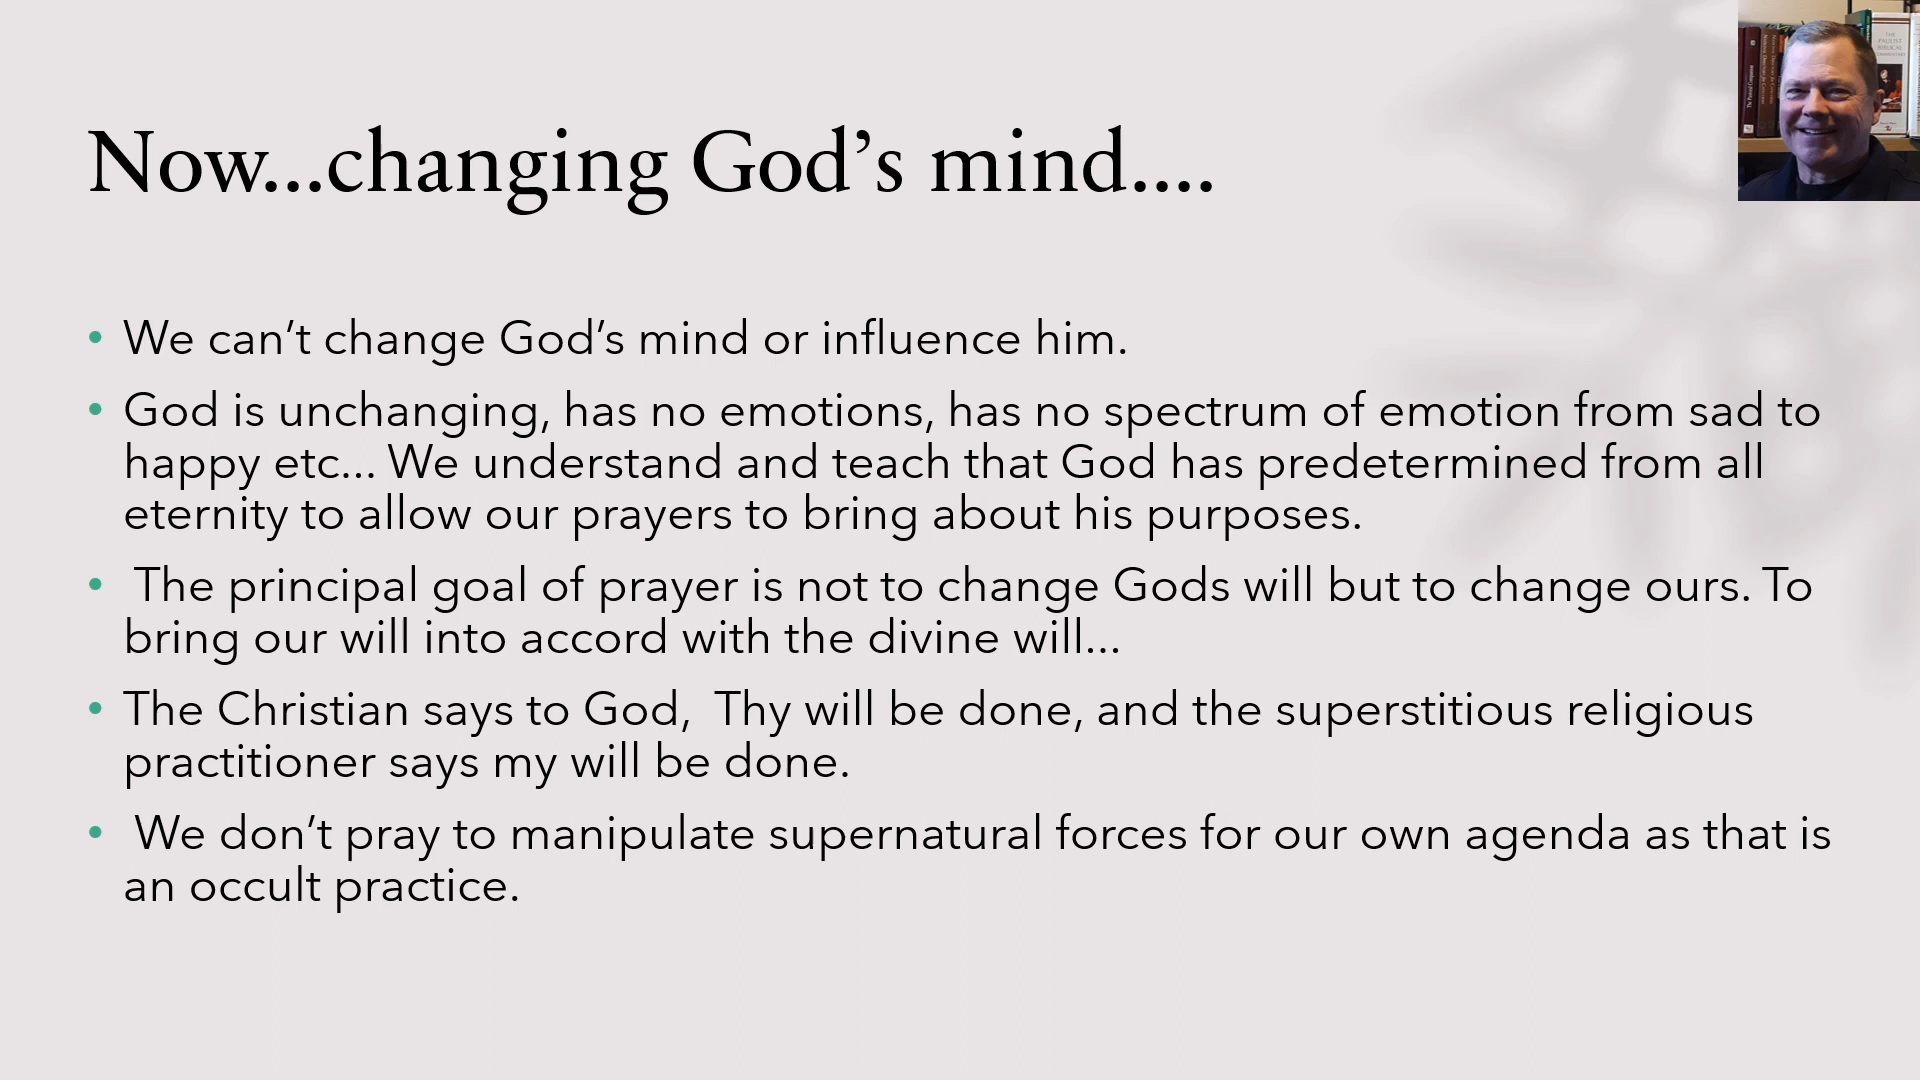 Now...changing God’s mind....
• We can’t change God’s mind or influence him.
• God is unchanging, has no emotions, has no spectrum of emotion from sad to
happy etc... We understand and teach that God has predetermined from all
eternity to allow our prayers to bring about his purposes.
• The principal goal of prayer is not to change Gods will but to change ours. To
bring our will into accord with the divine will...
• The Christian says to God,  Thy will be done, and the superstitious religious
practitioner says my will be done.
• We don’t pray to manipulate supernatural forces for our own agenda as that is
an occult practice.
THE
PAULIST
BIBLICAL
COMMENTARY